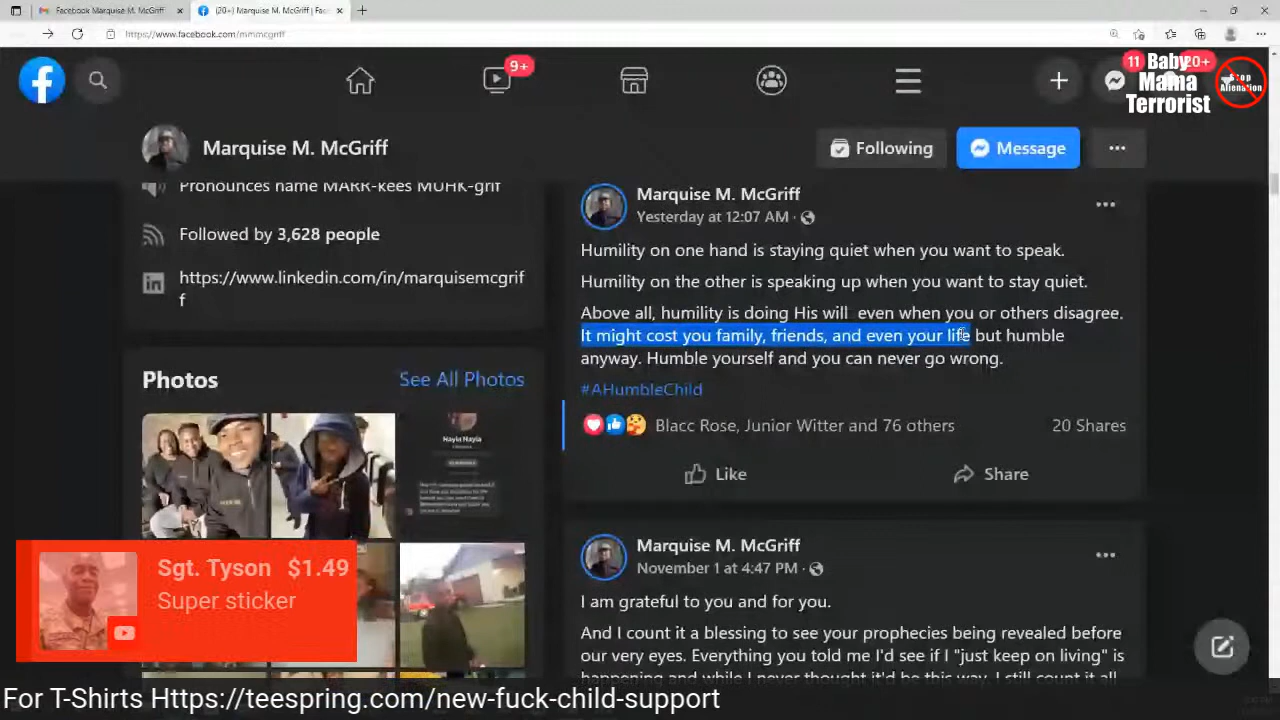 Facebook Marquise M. McGriff
(20+) Marquise M. McGriff | Fac
https://www.facebook.com/mmmcgriff
9+
11
20+
Baby
Mama
Terrorist
Stop
Alienation
Marquise M. McGriff
Following
Message
Pronounces name MARR-kees MUHK-grif
Followed by 3,628 people
https://www.linkedin.com/in/marquisemcgrif
f
Photos
See All Photos
Nayla Nayla
Marquise M. McGriff
Yesterday at 12:07 AM ·
Humility on one hand is staying quiet when you want to speak.
Humility on the other is speaking up when you want to stay quiet.
Above all, humility is doing His will even when you or others disagree.
It might cost you family, friends, and even your life but humble
anyway. Humble yourself and you can never go wrong.
#AHumbleChild
Blacc Rose, Junior Witter and 76 others
20 Shares
Like
Share
Marquise M. McGriff
November 1 at 4:47 PM ·
I am grateful to you and for you.
And I count it a blessing to see your prophecies being revealed before
our very eyes. Everything you told me I'd see if I "just keep on living" is
happening and while I never thought it'd be this way, I still count it all
Sgt. Tyson $1.49
Super sticker
For T-Shirts Https://teespring.com/new-fuck-child-support